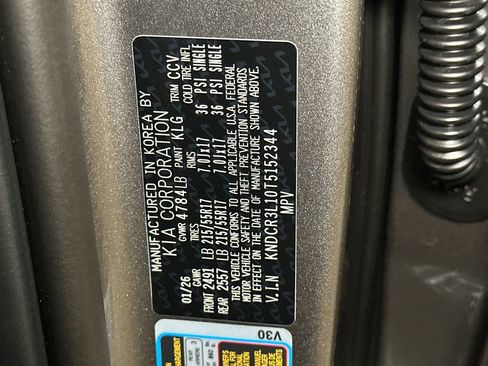 MANUFACTURED IN KOREA BY
KIA CORPORATION
GVWR 4784LB PAINT KLG TRIM CCV
01/26 GAWR TIRES RIMS COLD TIRE INF.
FRONT 2491 LB 215/55R17 7.0Jx17 36 PSI SINGLE
REAR 2557 LB 215/55R17 7.0Jx17 36 PSI SINGLE
THIS VEHICLE CONFORMS TO ALL APPLICABLE U.S.A. FEDERAL
MOTOR VEHICLE SAFETY AND THEFT PREVENTION STANDARDS
IN EFFECT ON THE DATE OF MANUFACTURE SHOWN ABOVE.
V.I.N KNDCR3L10T5152344
MPV
V30